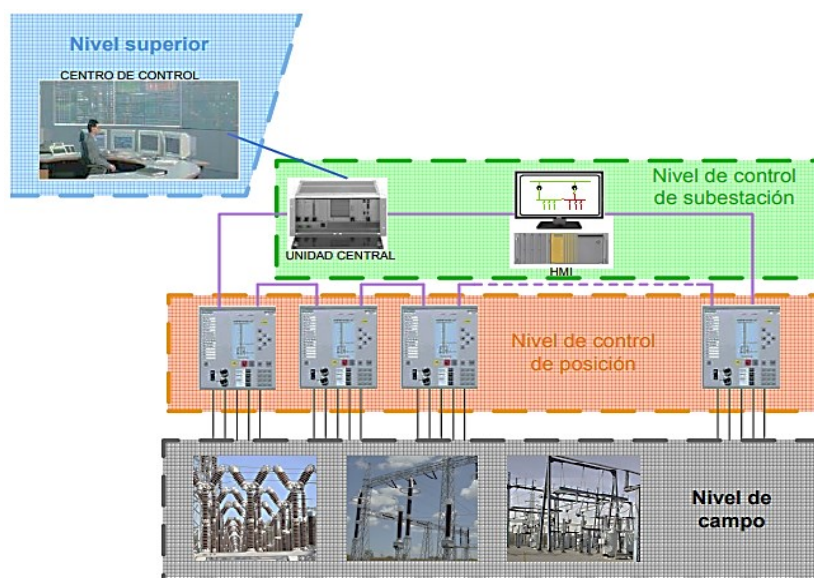 Nivel superior
CENTRO DE CONTROL
Nivel de control
de subestación
UNIDAD CENTRAL
HMI
Nivel de control
de posición
Nivel de
campo